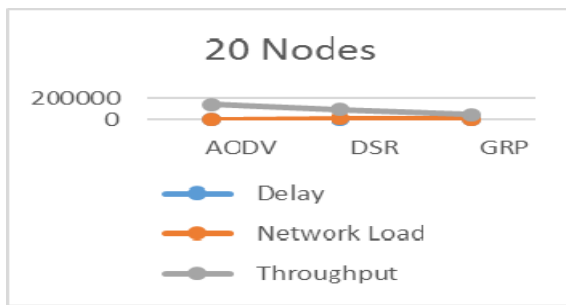 20 Nodes
200000
0
AODV DSR GRP
Delay
Network Load
Throughput